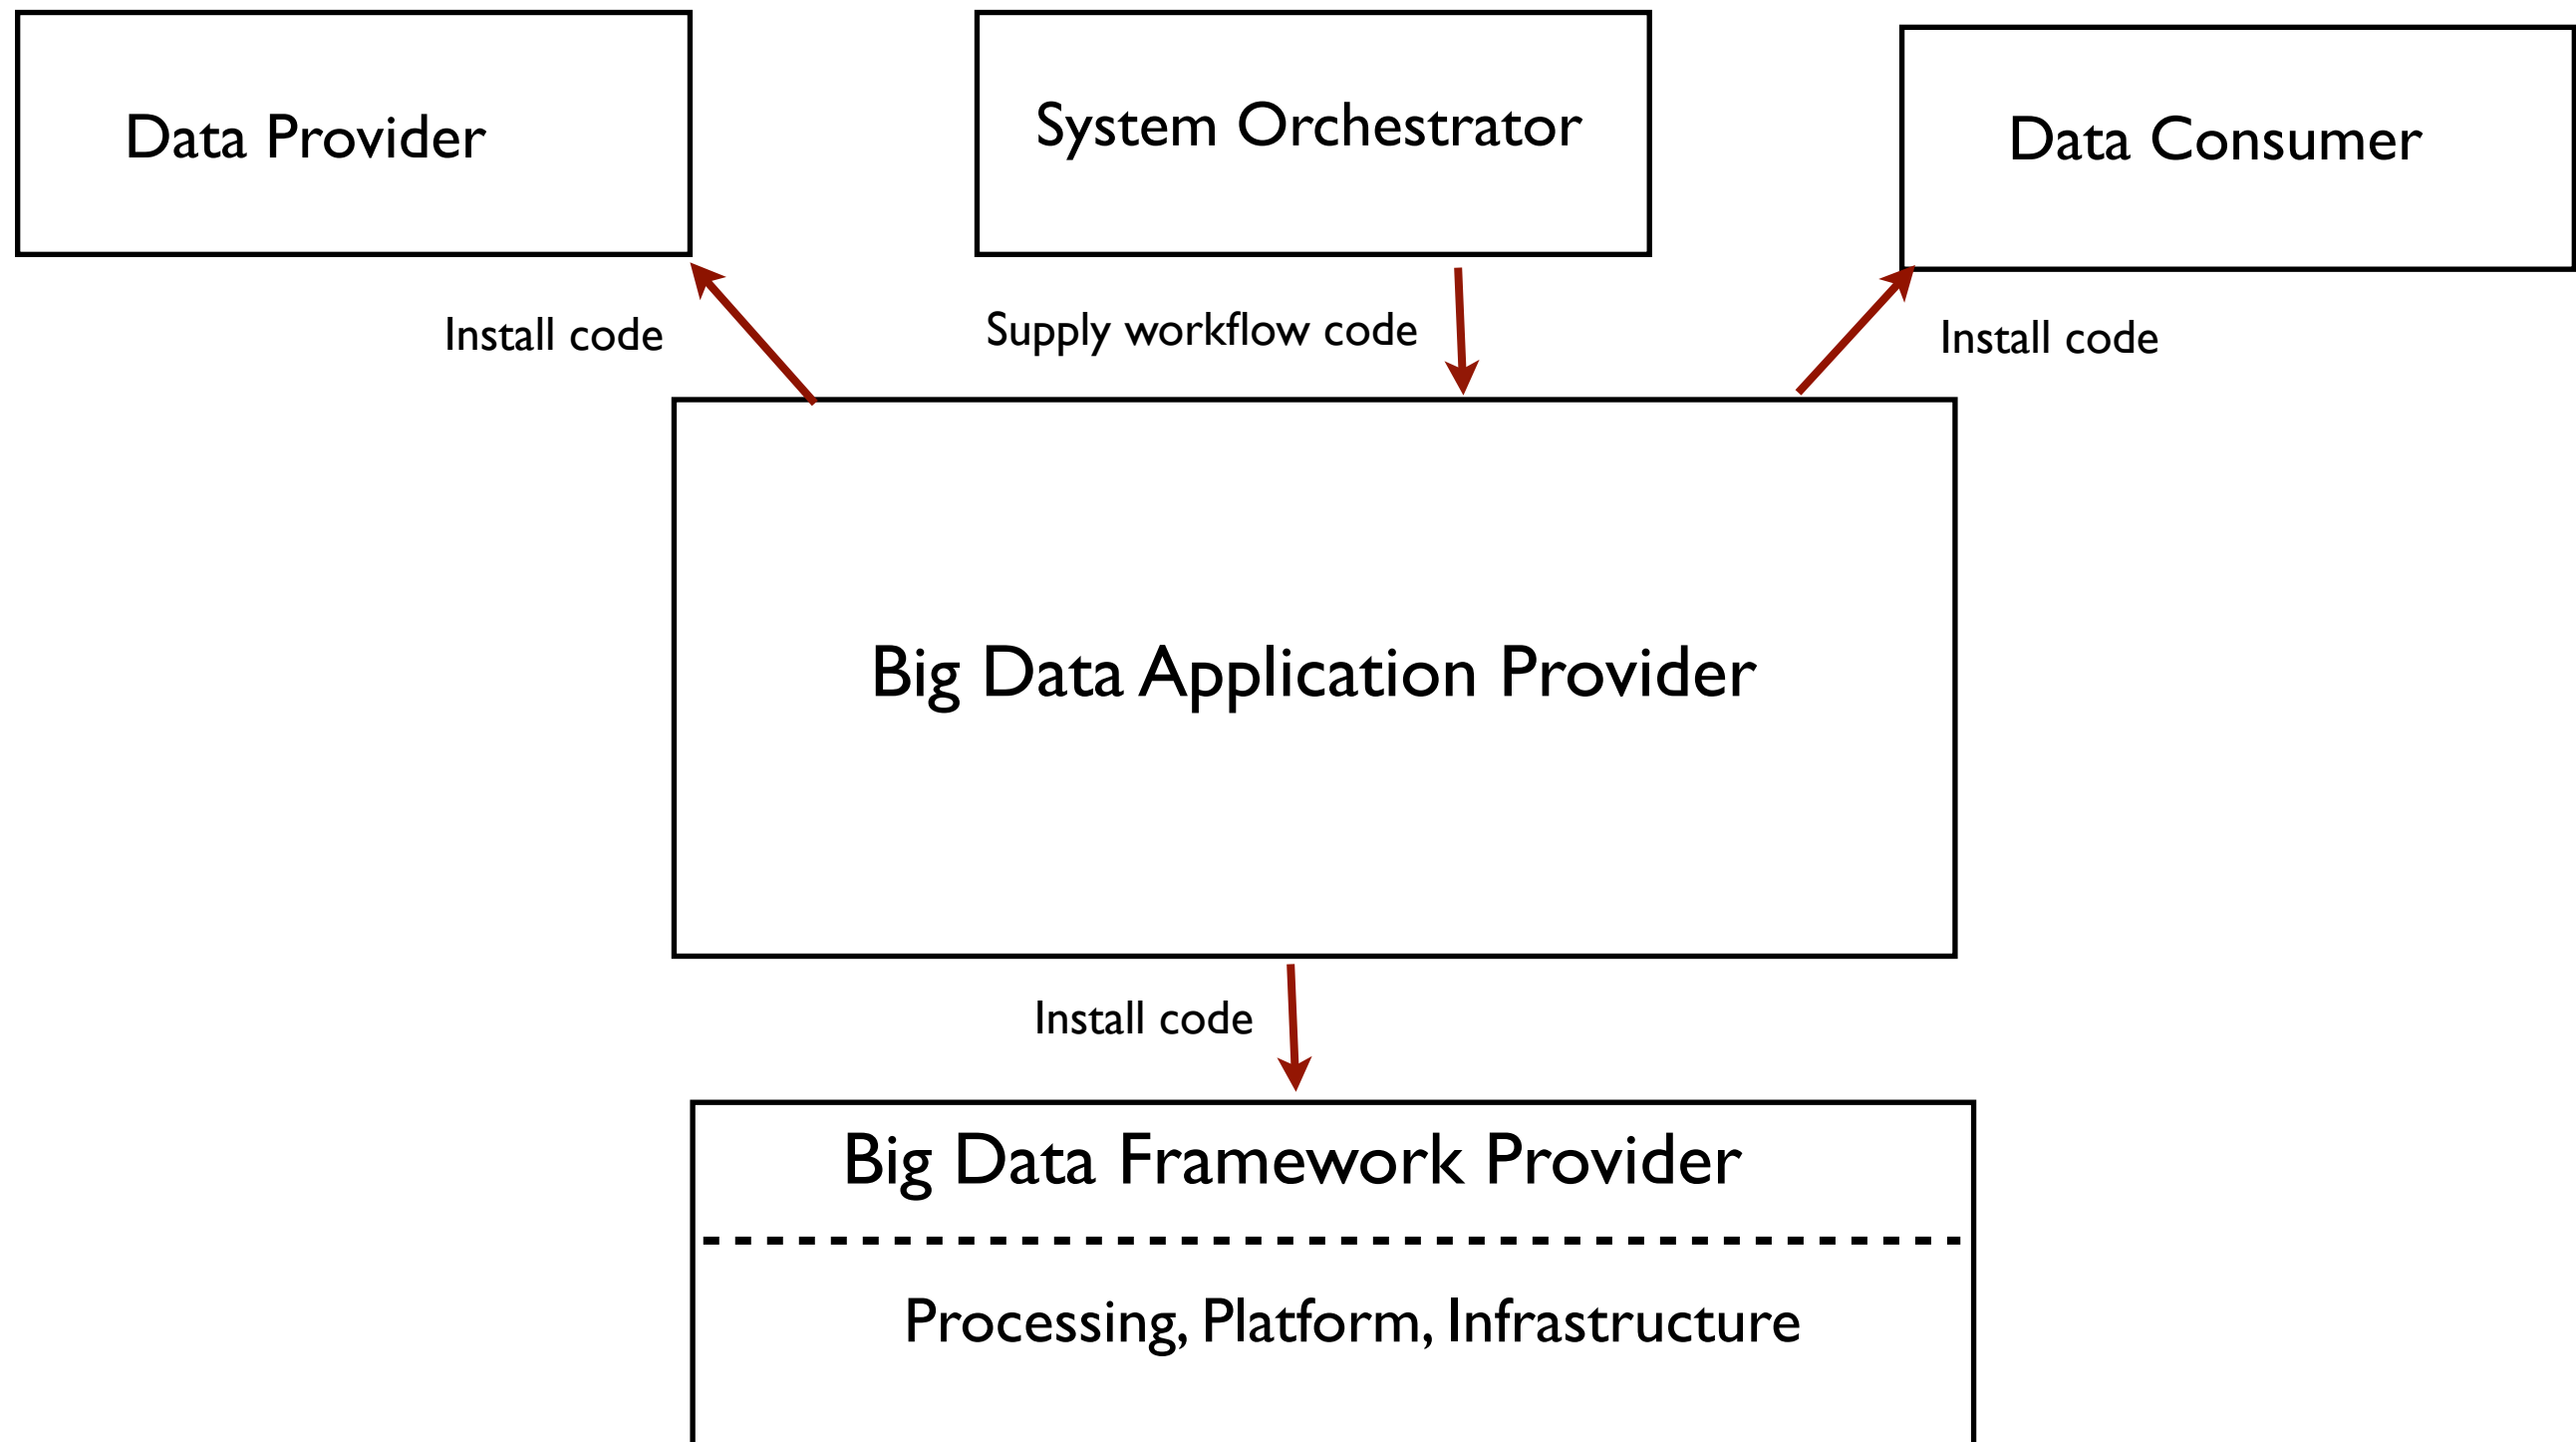 Data Provider
System Orchestrator
Data Consumer
Install code
Supply workflow code
Install code
Big Data Application Provider
Install code
Big Data Framework Provider
Processing, Platform, Infrastructure